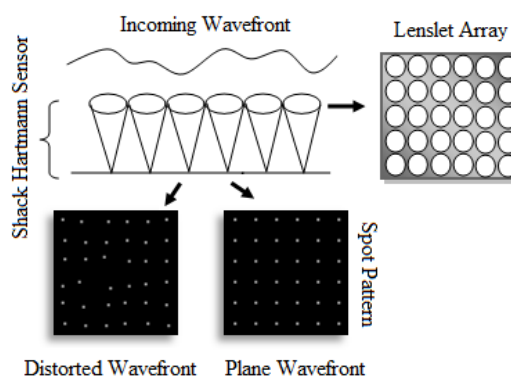 Incoming Wavefront
Lenslet Array
Shack Hartmann Sensor
Spot Pattern
Distorted Wavefront
Plane Wavefront